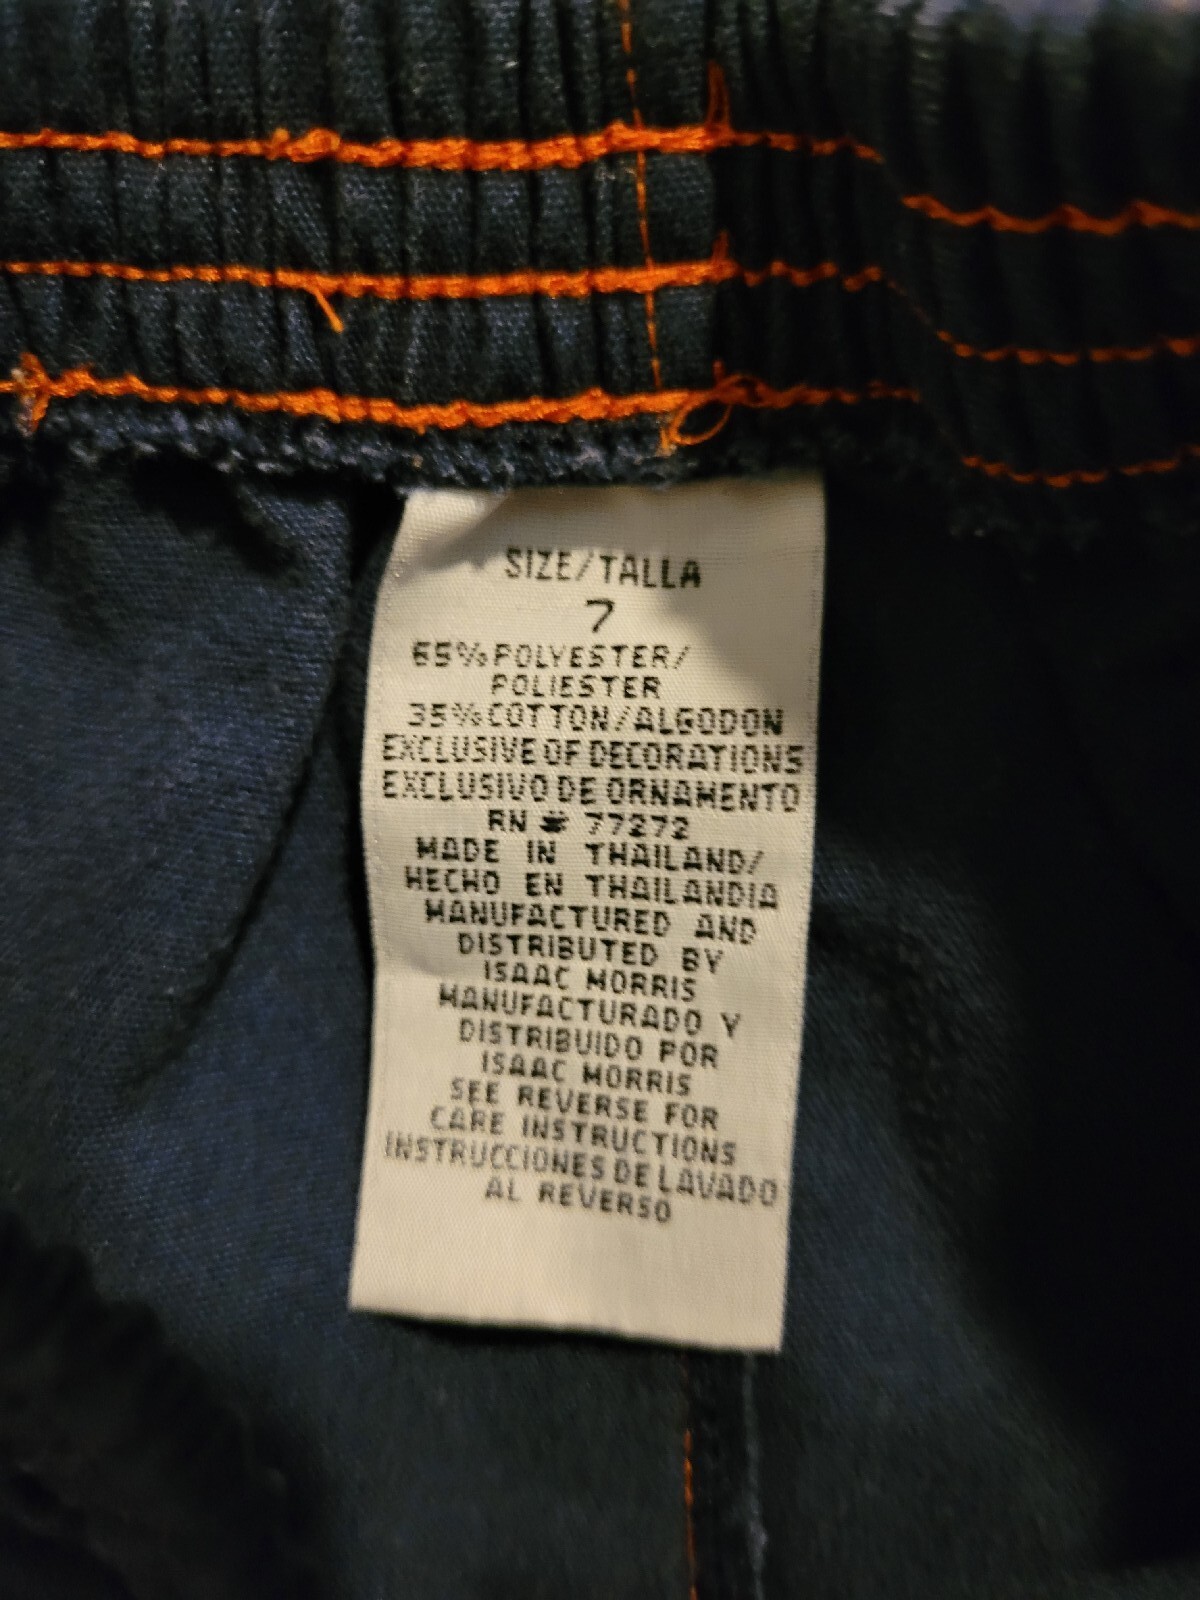 SIZE/TALLA
7
65%POLYESTER/
POLIESTER
35%COTTON/ALGODON
EXCLUSIVE OF DECORATIONS
EXCLUSIVO DE ORNAMENTO
RN # 77272
MADE IN THAILAND/
HECHO EN THAILANDIA
MANUFACTURED AND
DISTRIBUTED BY
ISAAC MORRIS
MANUFACTURADO Y
DISTRIBUIDO POR
ISAAC MORRIS
SEE REVERSE FOR
CARE INSTRUCTIONS
INSTRUCCIONES DE LAVADO
AL REVERSO